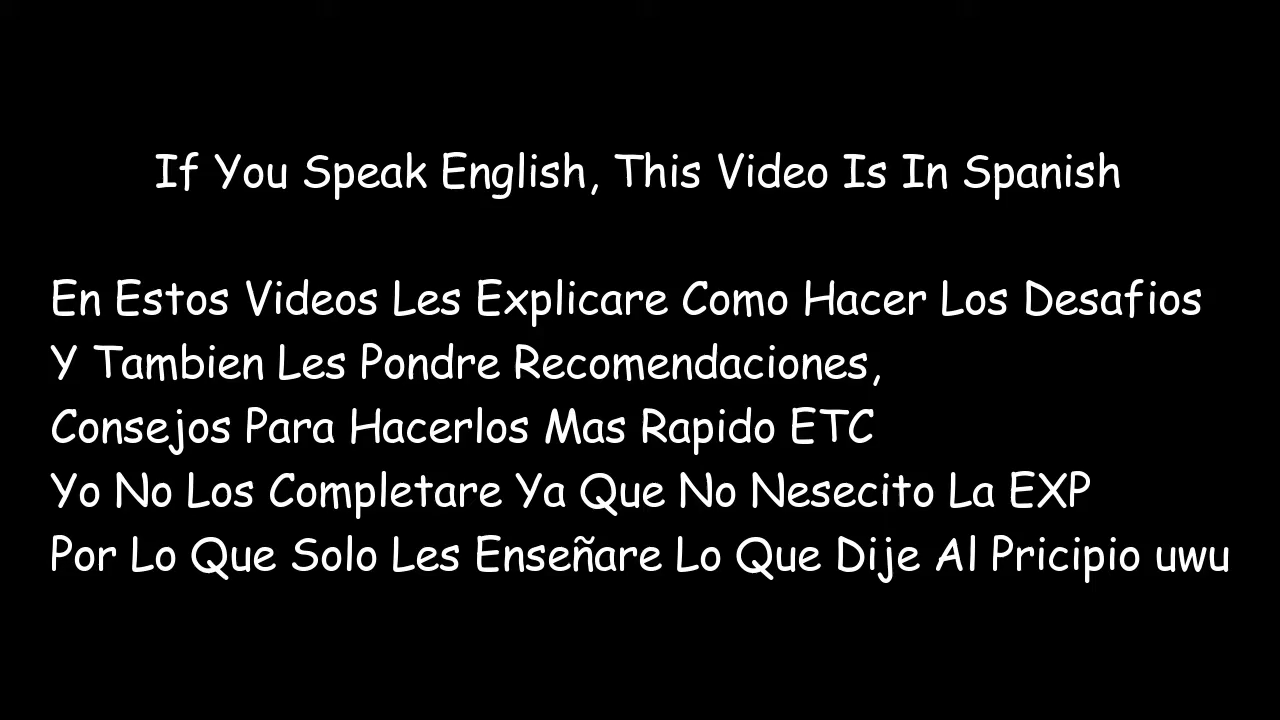 If You Speak English, This Video Is In Spanish
En Estos Videos Les Explicare Como Hacer Los Desafios
Y Tambien Les Pondre Recomendaciones,
Consejos Para Hacerlos Mas Rapido ETC
Yo No Los Completare Ya Que No Nesecito La EXP
Por Lo Que Solo Les Enseñare Lo Que Dije Al Pricipio uwu